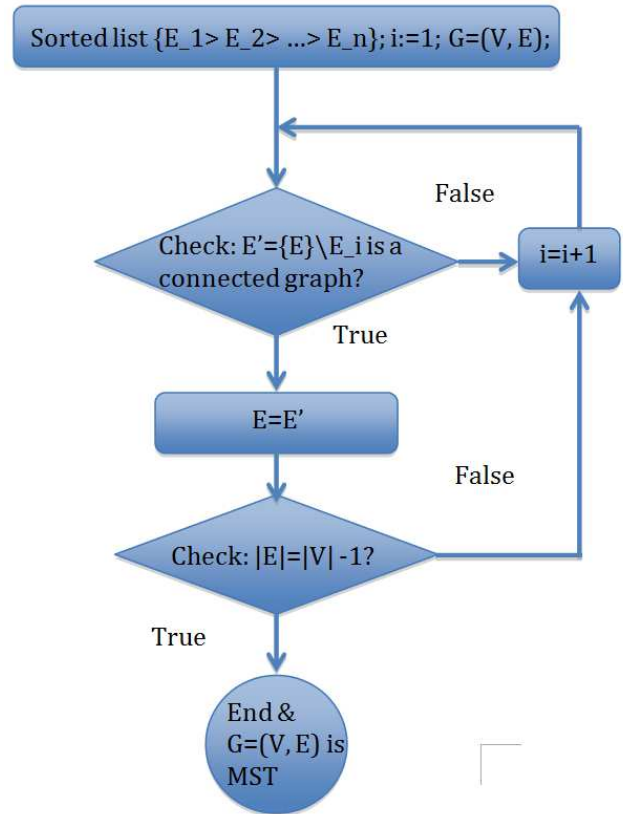 Sorted list {E_1> E_2> ...> E_n}; i:=1; G=(V, E);
False
Check: E’={E}\E_i is a
connected graph?
i=i+1
True
E=E’
False
Check: |E|=|V| -1?
True
End &
G=(V, E) is
MST